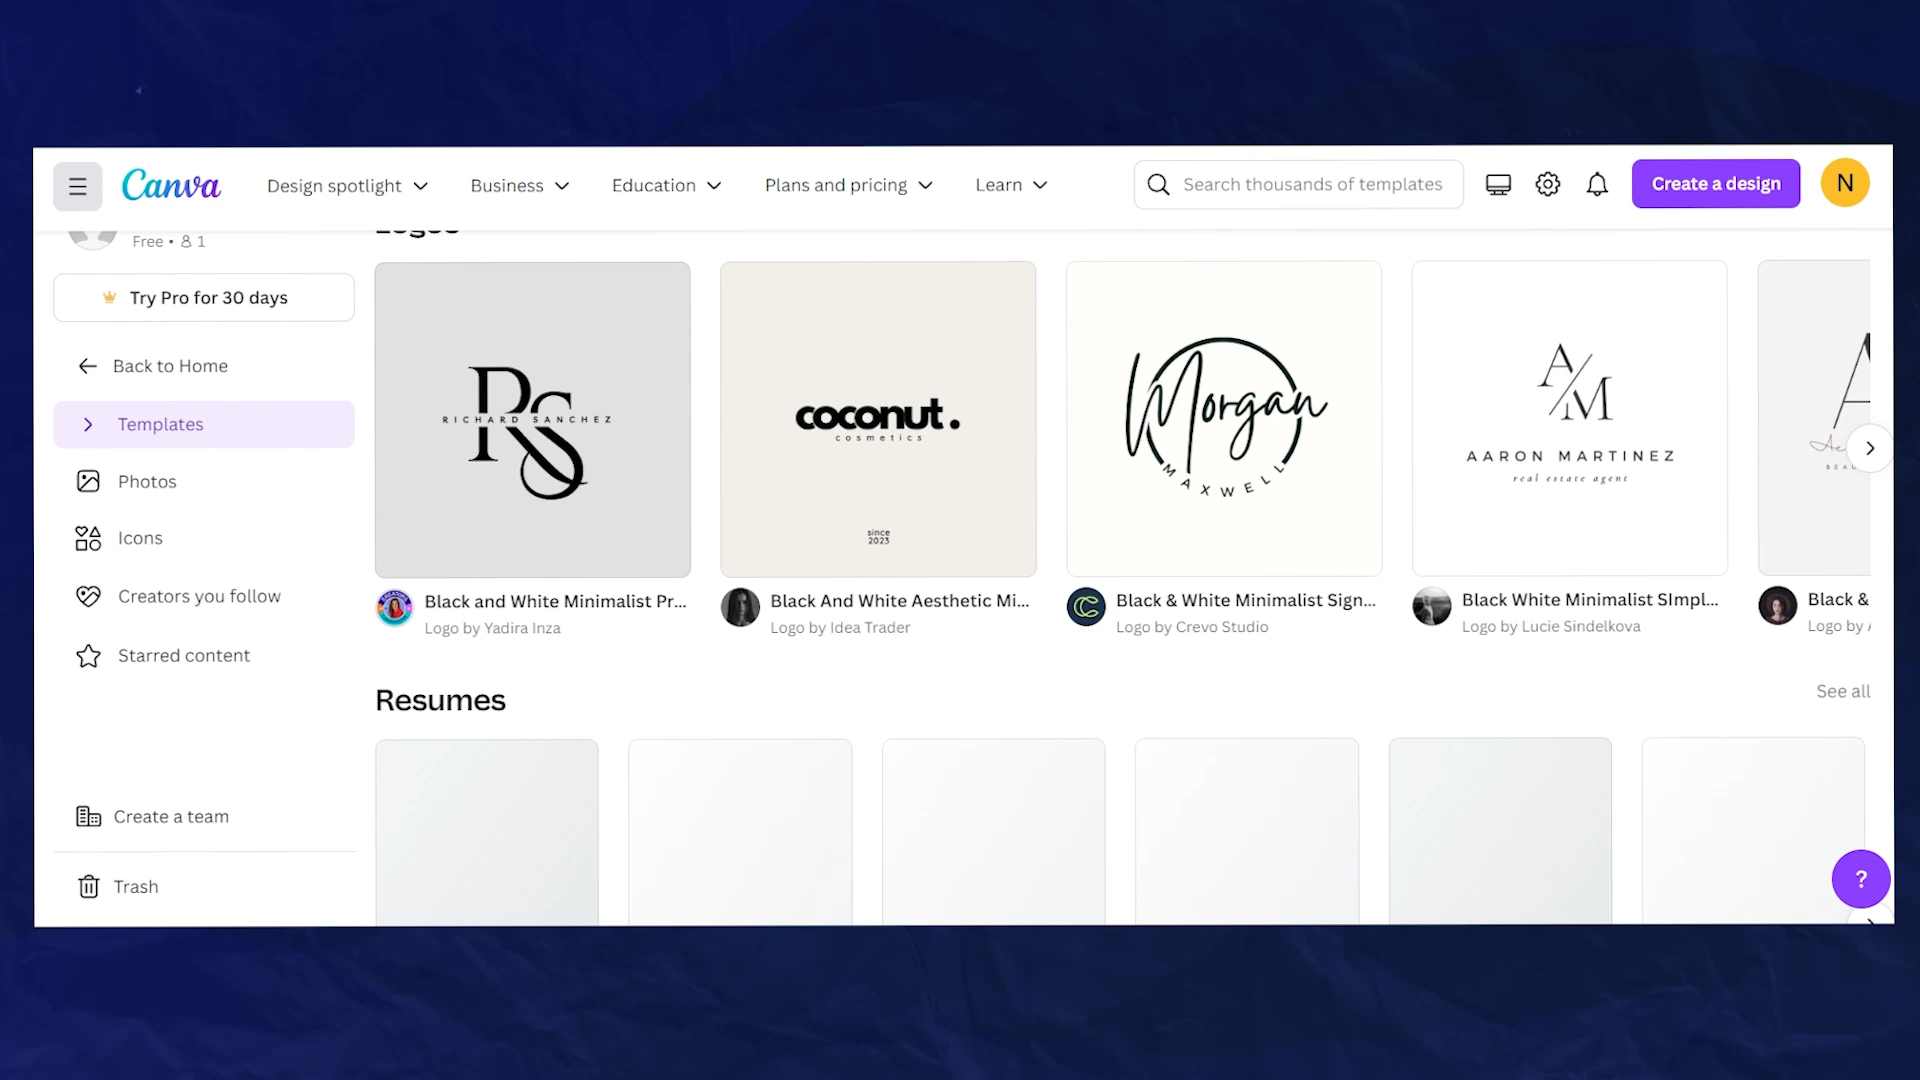 Canva
Design spotlight
Business
Education
Plans and pricing
Learn
Search thousands of templates
Create a design
N
Free • 1
Try Pro for 30 days
Back to Home
Templates
Photos
Icons
Creators you follow
Starred content
Create a team
Trash
Logos
RS
RICHARD SANCHEZ
coconut.
cosmetics
since
2023
Morgan
MAXWELL
A/M
AARON MARTINEZ
real estate agent
A
Ae
BEAU
Black and White Minimalist Pr...
Logo by Yadira Inza
Black And White Aesthetic Mi...
Logo by Idea Trader
Black & White Minimalist Sign...
Logo by Crevo Studio
Black White Minimalist SImpl...
Logo by Lucie Sindelkova
Black &
Logo by
Resumes
See all
?